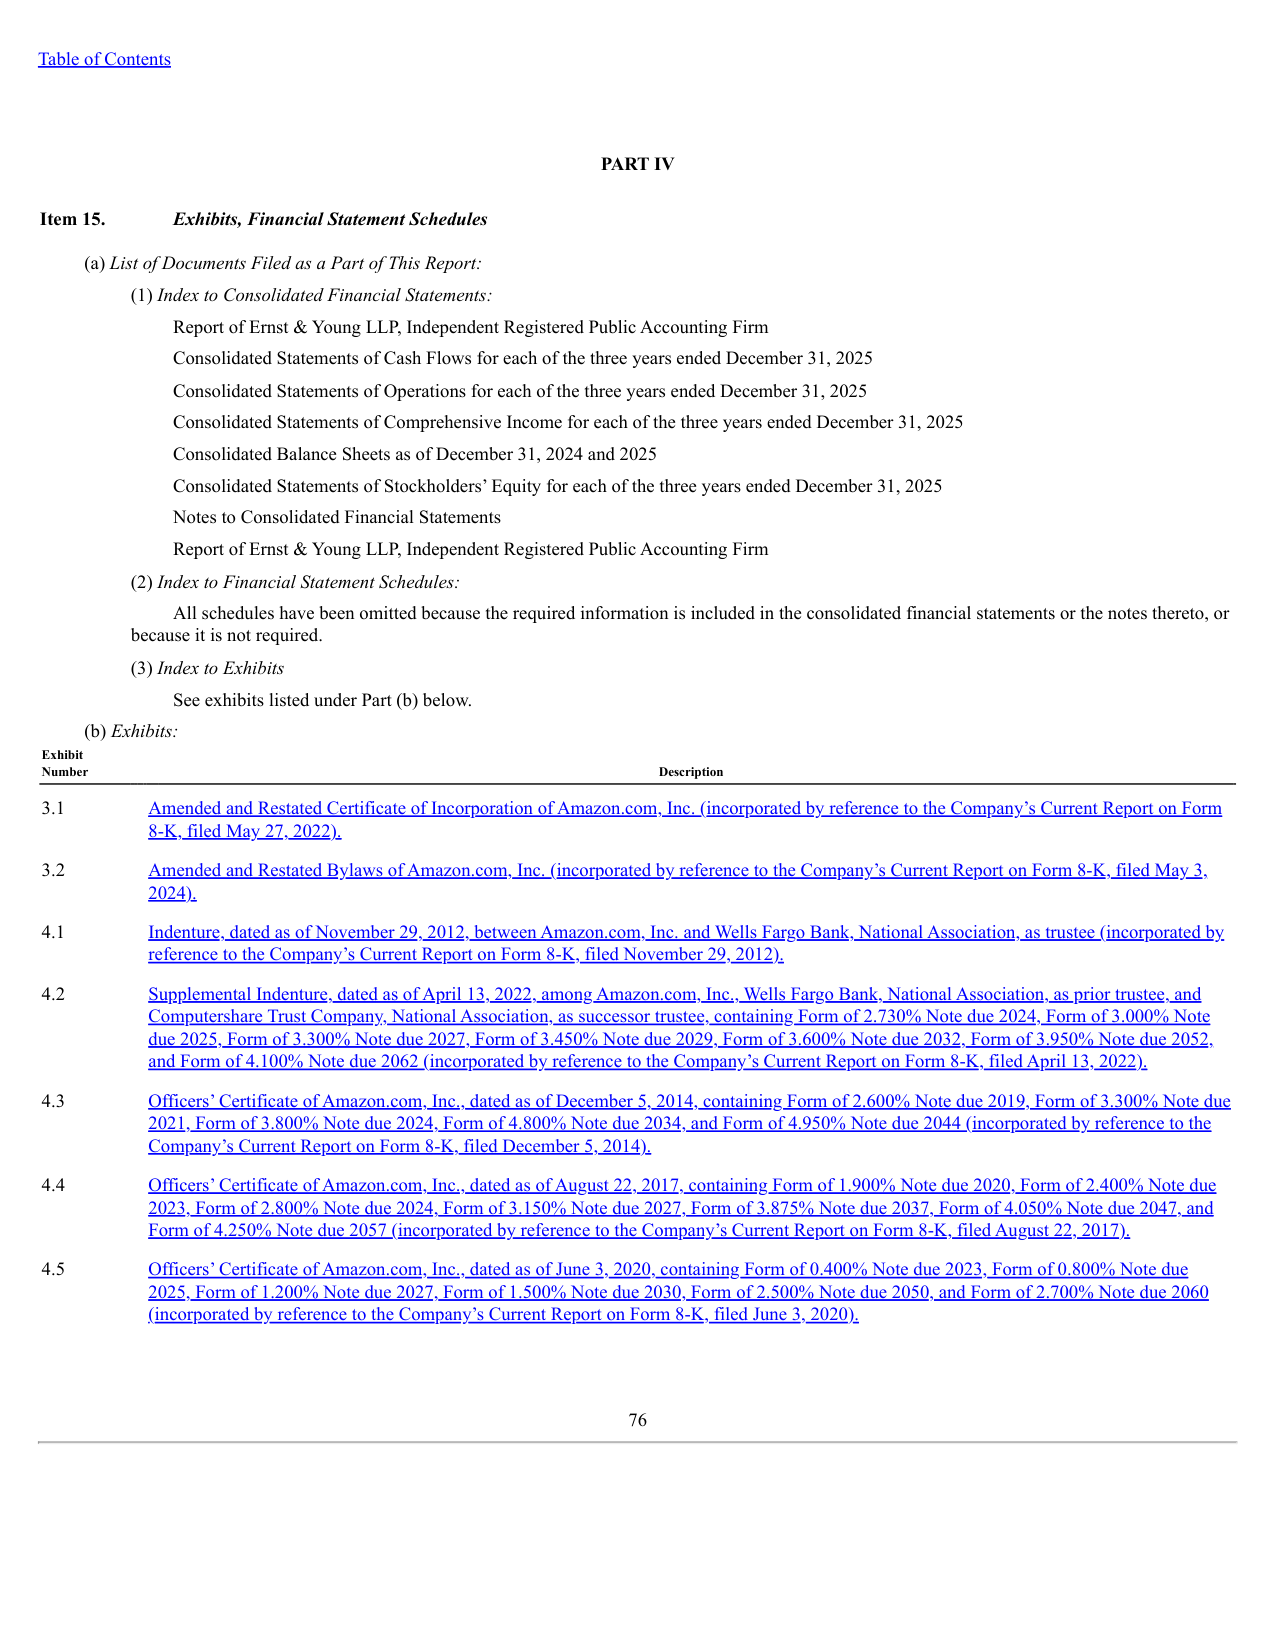 Table of Contents
PART IV
Item 15. Exhibits, Financial Statement Schedules
(a) List of Documents Filed as a Part of This Report:
(1) Index to Consolidated Financial Statements:
Report of Ernst & Young LLP, Independent Registered Public Accounting Firm
Consolidated Statements of Cash Flows for each of the three years ended December 31, 2025
Consolidated Statements of Operations for each of the three years ended December 31, 2025
Consolidated Statements of Comprehensive Income for each of the three years ended December 31, 2025
Consolidated Balance Sheets as of December 31, 2024 and 2025
Consolidated Statements of Stockholders’ Equity for each of the three years ended December 31, 2025
Notes to Consolidated Financial Statements
Report of Ernst & Young LLP, Independent Registered Public Accounting Firm
(2) Index to Financial Statement Schedules:
All schedules have been omitted because the required information is included in the consolidated financial statements or the notes thereto, or
because it is not required.
(3) Index to Exhibits
See exhibits listed under Part (b) below.
(b) Exhibits:
Exhibit
Number Description
3.1 Amended and Restated Certificate of Incorporation of Amazon.com, Inc. (incorporated by reference to the Company’s Current Report on Form
8-K, filed May 27, 2022).
3.2 Amended and Restated Bylaws of Amazon.com, Inc. (incorporated by reference to the Company’s Current Report on Form 8-K, filed May 3,
2024).
4.1 Indenture, dated as of November 29, 2012, between Amazon.com, Inc. and Wells Fargo Bank, National Association, as trustee (incorporated by
reference to the Company’s Current Report on Form 8-K, filed November 29, 2012).
4.2 Supplemental Indenture, dated as of April 13, 2022, among Amazon.com, Inc., Wells Fargo Bank, National Association, as prior trustee, and
Computershare Trust Company, National Association, as successor trustee, containing Form of 2.730% Note due 2024, Form of 3.000% Note
due 2025, Form of 3.300% Note due 2027, Form of 3.450% Note due 2029, Form of 3.600% Note due 2032, Form of 3.950% Note due 2052,
and Form of 4.100% Note due 2062 (incorporated by reference to the Company’s Current Report on Form 8-K, filed April 13, 2022).
4.3 Officers’ Certificate of Amazon.com, Inc., dated as of December 5, 2014, containing Form of 2.600% Note due 2019, Form of 3.300% Note due
2021, Form of 3.800% Note due 2024, Form of 4.800% Note due 2034, and Form of 4.950% Note due 2044 (incorporated by reference to the
Company’s Current Report on Form 8-K, filed December 5, 2014).
4.4 Officers’ Certificate of Amazon.com, Inc., dated as of August 22, 2017, containing Form of 1.900% Note due 2020, Form of 2.400% Note due
2023, Form of 2.800% Note due 2024, Form of 3.150% Note due 2027, Form of 3.875% Note due 2037, Form of 4.050% Note due 2047, and
Form of 4.250% Note due 2057 (incorporated by reference to the Company’s Current Report on Form 8-K, filed August 22, 2017).
4.5 Officers’ Certificate of Amazon.com, Inc., dated as of June 3, 2020, containing Form of 0.400% Note due 2023, Form of 0.800% Note due
2025, Form of 1.200% Note due 2027, Form of 1.500% Note due 2030, Form of 2.500% Note due 2050, and Form of 2.700% Note due 2060
(incorporated by reference to the Company’s Current Report on Form 8-K, filed June 3, 2020).
76